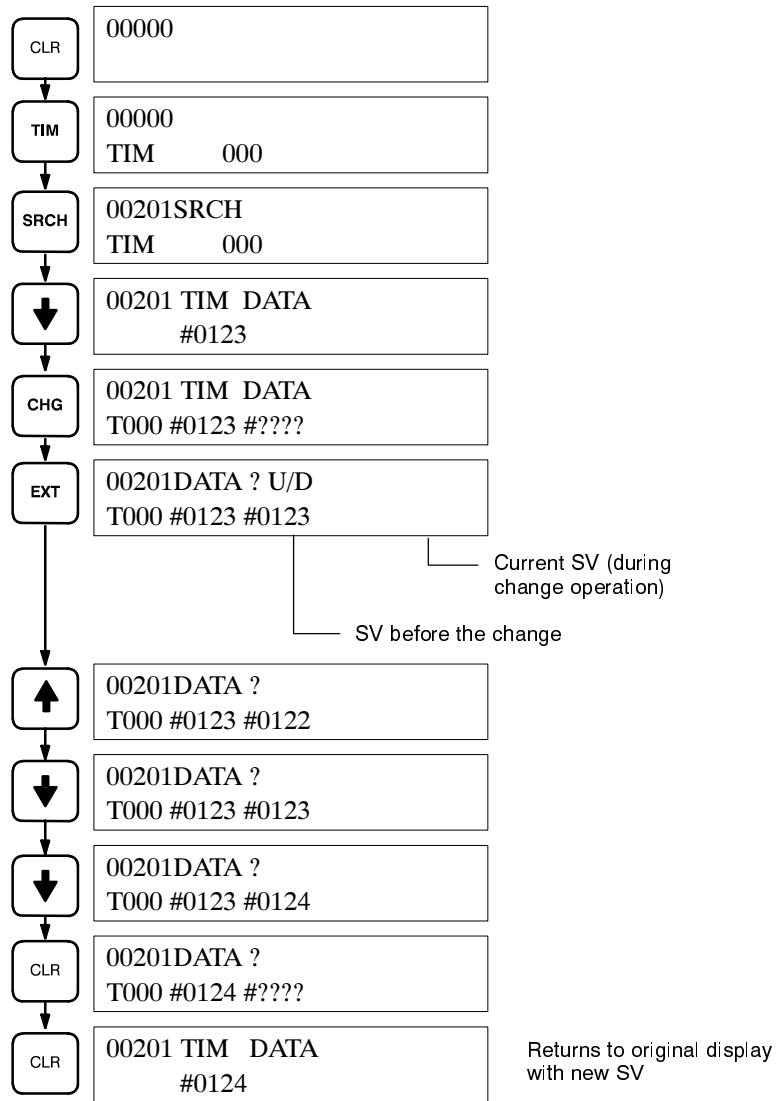 CLR
00000
TIM
00000
TIM 000
SRCH
00201SRCH
TIM 000
00201 TIM DATA
#0123
CHG
00201 TIM DATA
T000 #0123 #????
EXT
00201DATA ? U/D
T000 #0123 #0123
Current SV (during
change operation)
SV before the change
00201DATA ?
T000 #0123 #0122
00201DATA ?
T000 #0123 #0123
00201DATA ?
T000 #0123 #0124
CLR
00201DATA ?
T000 #0124 #????
CLR
00201 TIM DATA
#0124
Returns to original display
with new SV